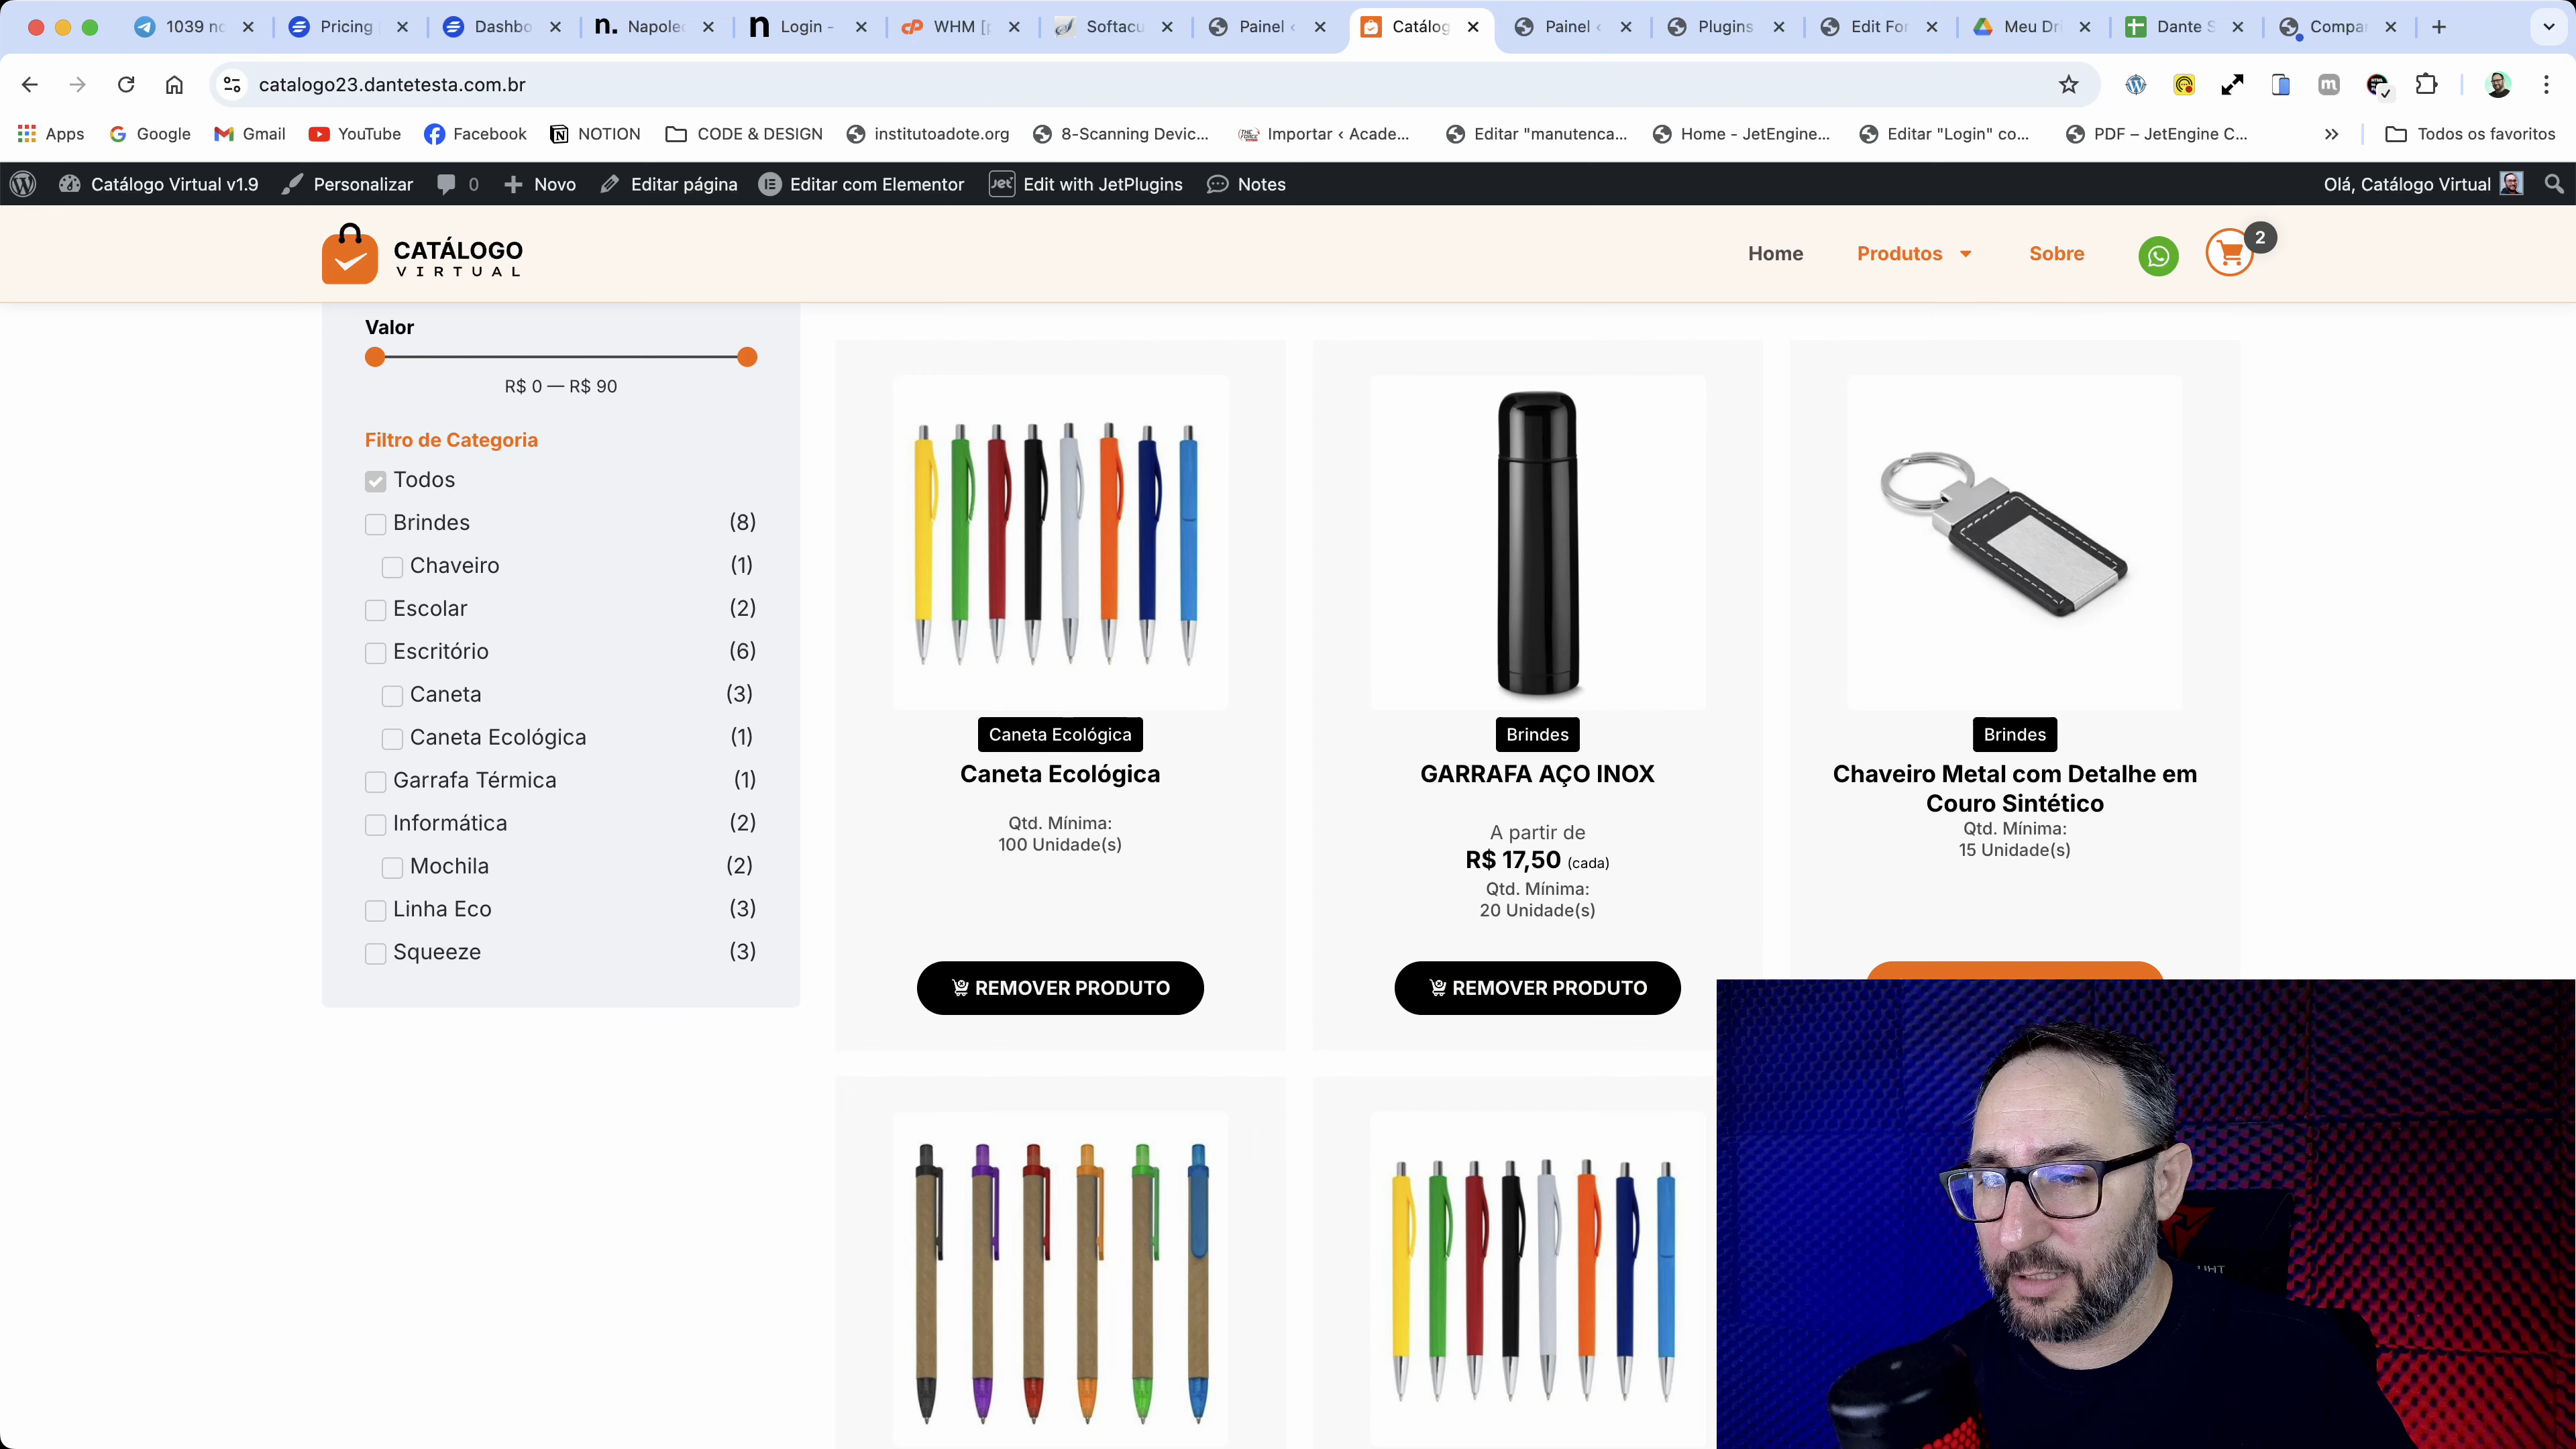 1039 no
Pricing
Dashbo
n. Napoleo
n Login -
WHM [p
Softacu
Painel ‹
Catálog
Painel ‹
Plugins
Edit For
Meu Dri
Dante S
Compar
catalogo23.dantetesta.com.br
Apps
Google
Gmail
YouTube
Facebook
NOTION
CODE & DESIGN
institutoadote.org
8-Scanning Devic...
Importar ‹ Acade...
Editar "manutenca...
Home - JetEngine...
Editar "Login" co...
PDF – JetEngine C...
Todos os favoritos
Catálogo Virtual v1.9
Personalizar
0
Novo
Editar página
Editar com Elementor
Jet Edit with JetPlugins
Notes
Olá, Catálogo Virtual
CATÁLOGO
VIRTUAL
Home
Produtos
Sobre
2
Valor
R$ 0 — R$ 90
Filtro de Categoria
Todos
Brindes (8)
Chaveiro (1)
Escolar (2)
Escritório (6)
Caneta (3)
Caneta Ecológica (1)
Garrafa Térmica (1)
Informática (2)
Mochila (2)
Linha Eco (3)
Squeeze (3)
Caneta Ecológica
Caneta Ecológica
Qtd. Mínima:
100 Unidade(s)
REMOVER PRODUTO
Brindes
GARRAFA AÇO INOX
A partir de
R$ 17,50 (cada)
Qtd. Mínima:
20 Unidade(s)
REMOVER PRODUTO
Brindes
Chaveiro Metal com Detalhe em
Couro Sintético
Qtd. Mínima:
15 Unidade(s)